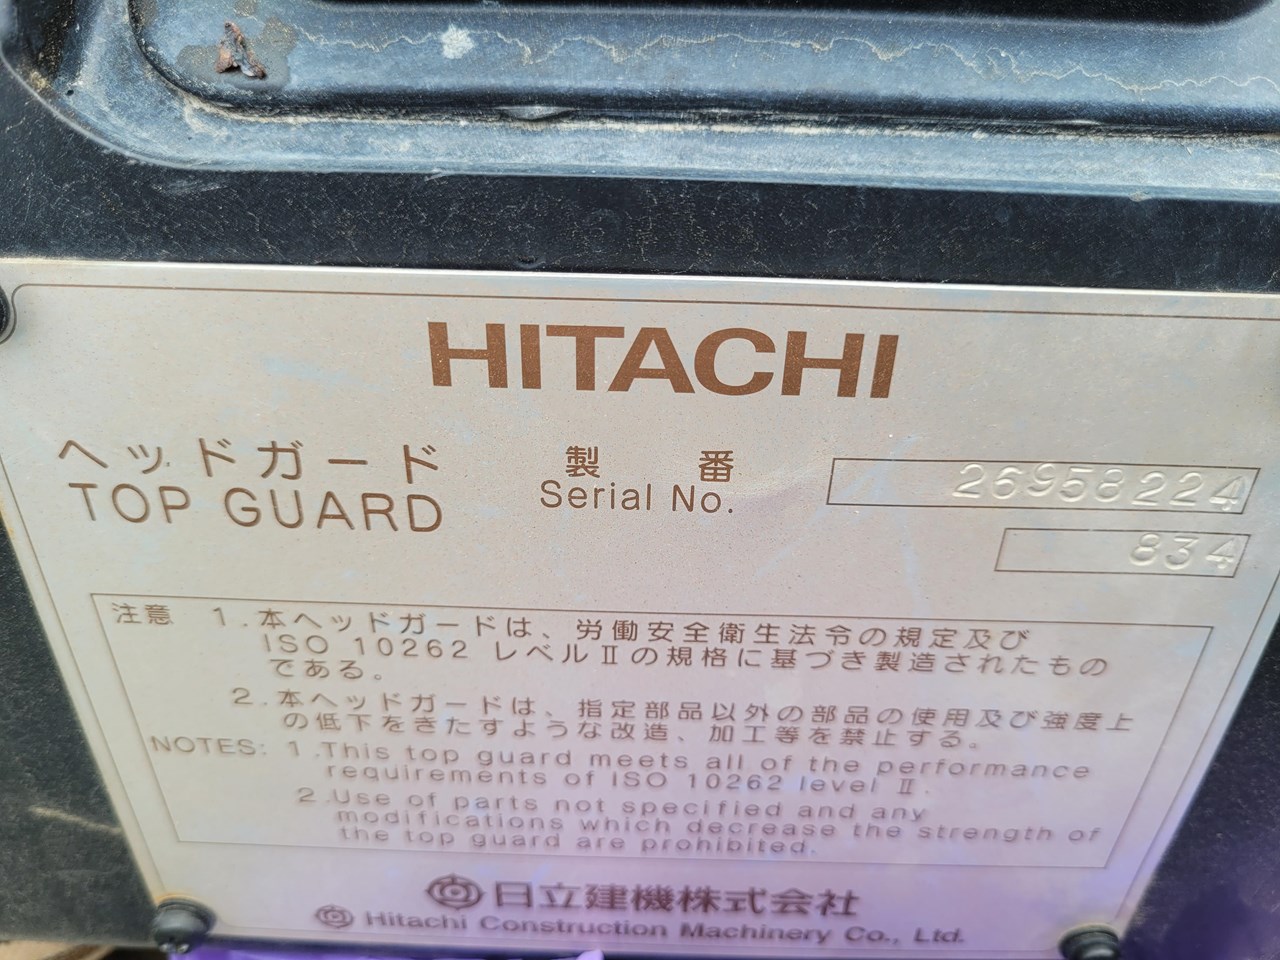 HITACHI
ヘッドガード 製 番 26958224
TOP GUARD Serial No.
834
注意 1.本ヘッドガードは、労働安全衛生法令の規定及び
ISO 10262 レベルⅡの規格に基づき製造されたもの
である。
2.本ヘッドガードは、指定部品以外の部品の使用及び強度上
の低下をきたすような改造、加工等を禁止する。
NOTES: 1.This top guard meets all of the performance
requirements of ISO 10262 level Ⅱ.
2.Use of parts not specified and any
modifications which decrease the strength of
the top guard are prohibited.
日立建機株式会社
Hitachi Construction Machinery Co., Ltd.